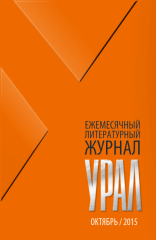 ЕЖЕМЕСЯЧНЫЙ
ЛИТЕРАТУРНЫЙ
ЖУРНАЛ
УРАЛ
ОКТЯБРЬ / 2015